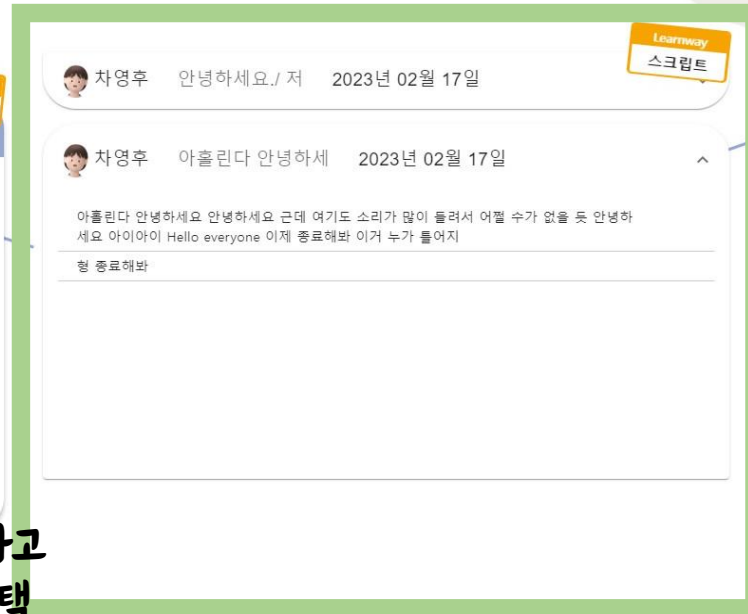 Learnway
스크립트
차영후 안녕하세요./ 저 2023년 02월 17일
차영후 아홀린다 안녕하세 2023년 02월 17일
아홀린다 안녕하세요 안녕하세요 근데 여기도 소리가 많이 들려서 어쩔 수가 없을 듯 안녕하
세요 아이아이 Hello everyone 이제 종료해봐 이거 누가 틀어지
형 종료해봐